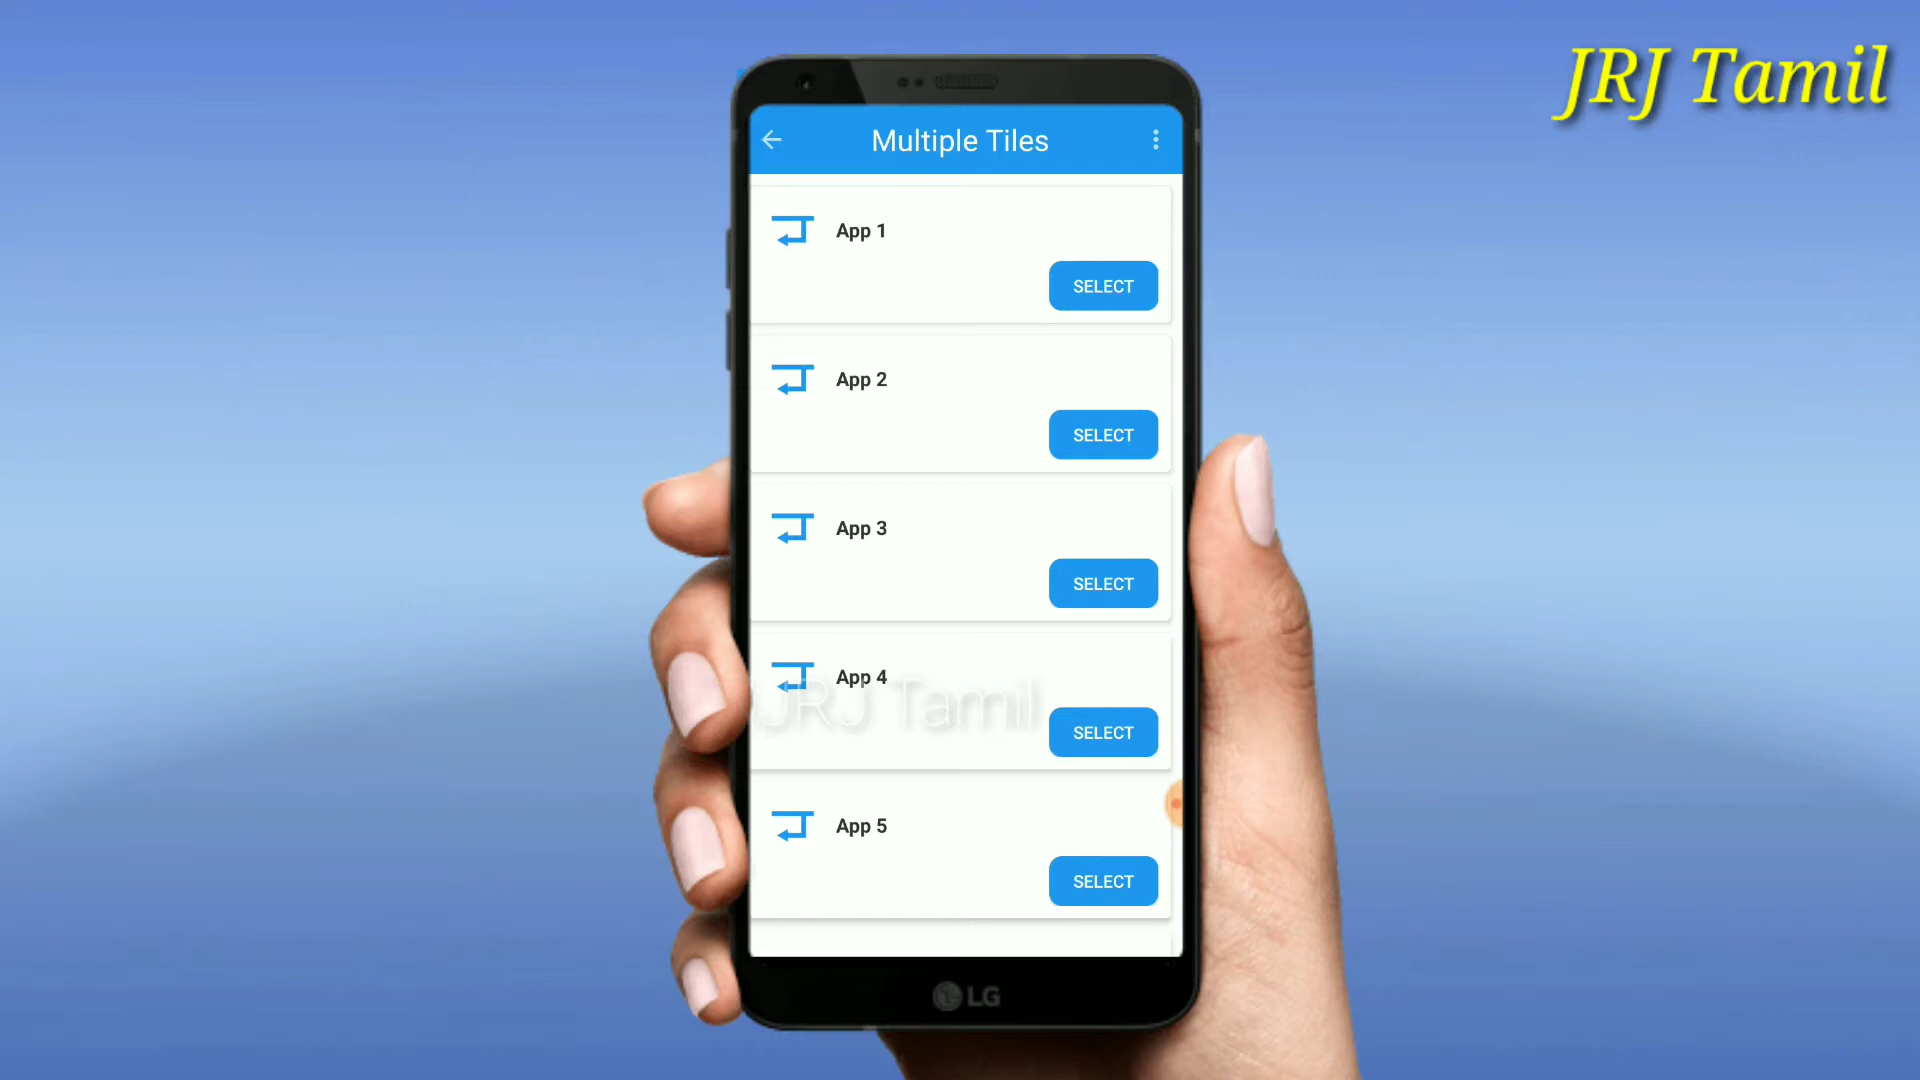 JRJ Tamil
Multiple Tiles
App 1
SELECT
App 2
SELECT
App 3
SELECT
App 4
JRJ Tamil
SELECT
App 5
SELECT
LG